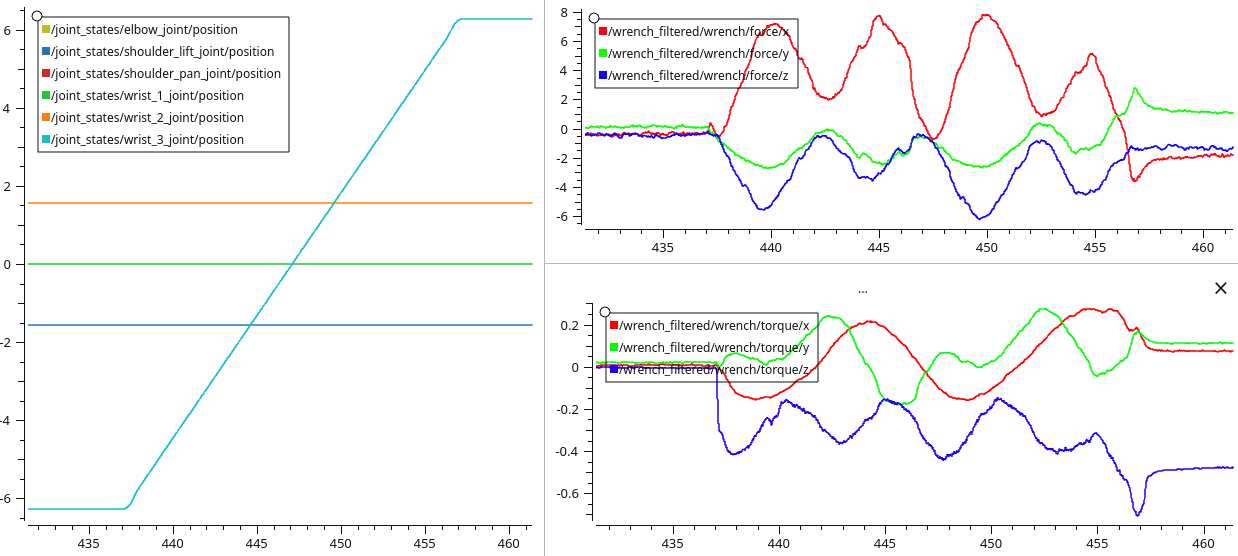 /joint_states/elbow_joint/position
/joint_states/shoulder_lift_joint/position
/joint_states/shoulder_pan_joint/position
/joint_states/wrist_1_joint/position
/joint_states/wrist_2_joint/position
/joint_states/wrist_3_joint/position
6
4
2
0
-2
-4
-6
435 440 445 450 455 460
/wrench_filtered/wrench/force/x
/wrench_filtered/wrench/force/y
/wrench_filtered/wrench/force/z
8
6
4
2
0
-2
-4
-6
435 440 445 450 455 460
...
/wrench_filtered/wrench/torque/x
/wrench_filtered/wrench/torque/y
/wrench_filtered/wrench/torque/z
0.2
0
-0.2
-0.4
-0.6
435 440 445 450 455 460